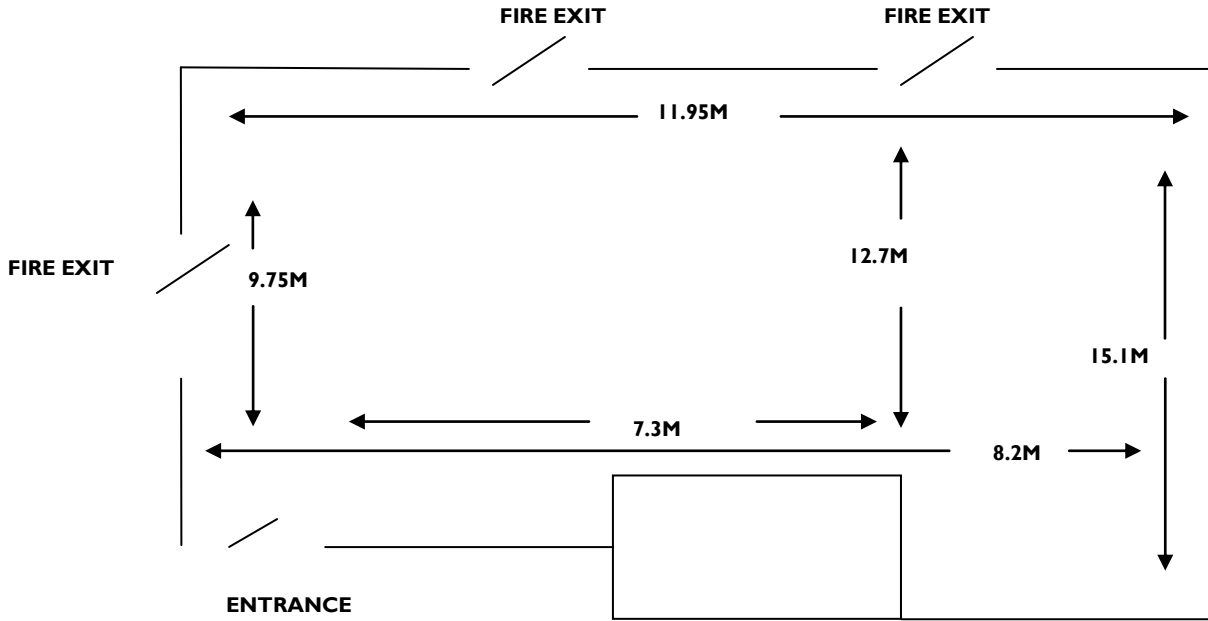 FIRE EXIT
FIRE EXIT
11.95M
12.7M
FIRE EXIT
9.75M
15.1M
7.3M
8.2M
ENTRANCE